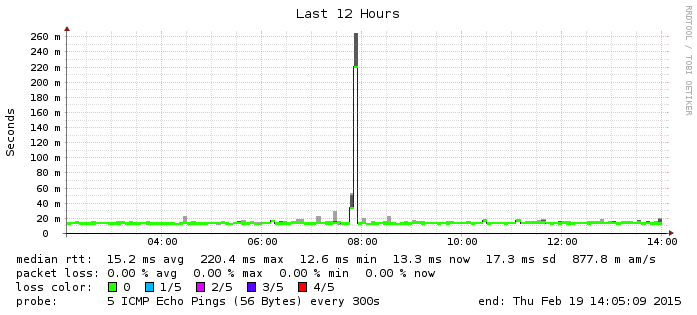 Last 12 Hours
RRDTOOL / TOBI OETIKER
Seconds
260 m
240 m
220 m
200 m
180 m
160 m
140 m
120 m
100 m
80 m
60 m
40 m
20 m
0
04:00 06:00 08:00 10:00 12:00 14:00
median rtt: 15.2 ms avg 220.4 ms max 12.6 ms min 13.3 ms now 17.3 ms sd 877.8 m am/s
packet loss: 0.00 % avg 0.00 % max 0.00 % min 0.00 % now
loss color: 0 1/5 2/5 3/5 4/5
probe: 5 ICMP Echo Pings (56 Bytes) every 300s end: Thu Feb 19 14:05:09 2015